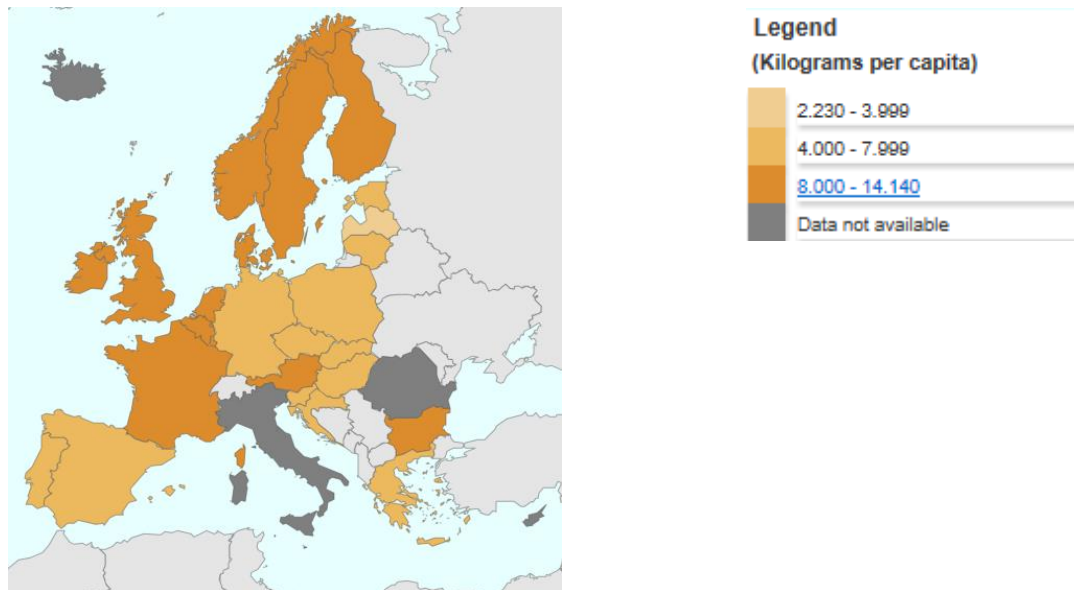 Legend
(Kilograms per capita)
2.230 - 3.999
4.000 - 7.999
8.000 - 14.140
Data not available